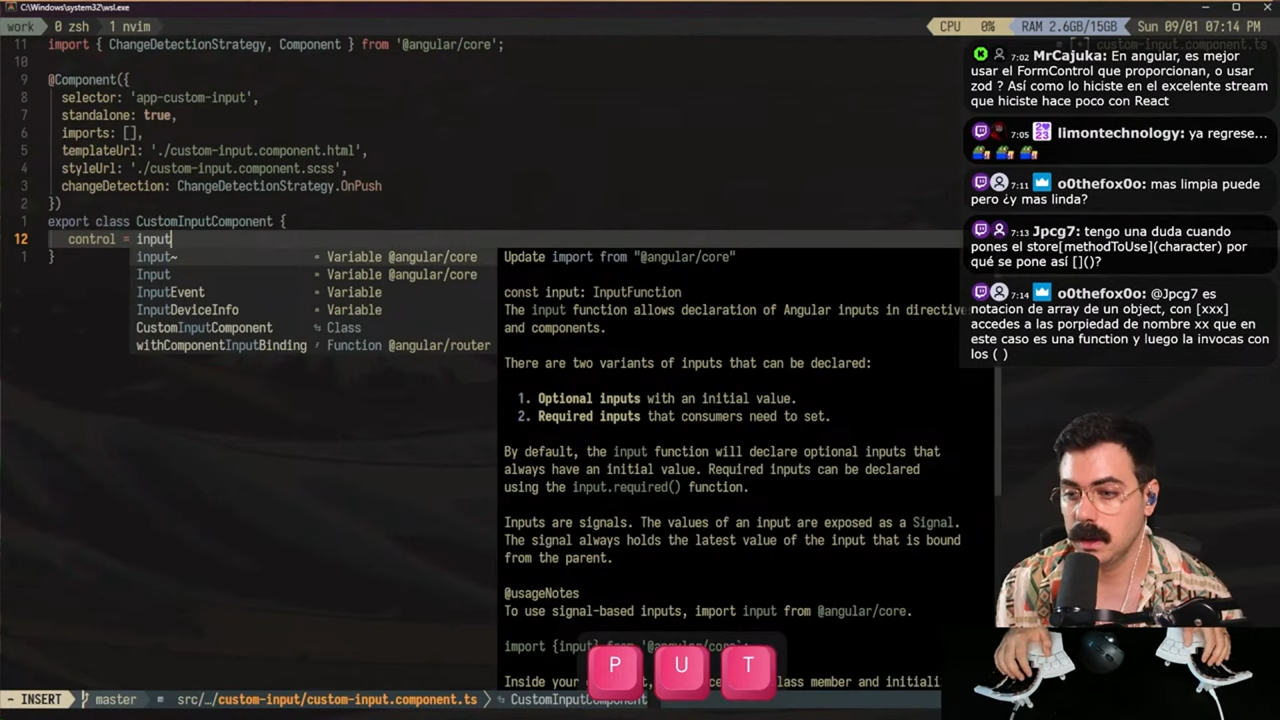 C:\Windows\system32\wsl.exe
work 0 zsh 1 nvim
CPU 0% RAM 2.6GB/15GB Sun 09/01 07:14 PM
11 import { ChangeDetectionStrategy, Component } from '@angular/core';
10
9 @Component({
8 selector: 'app-custom-input',
7 standalone: true,
6 imports: [],
5 templateUrl: './custom-input.component.html',
4 styleUrl: './custom-input.component.scss',
3 changeDetection: ChangeDetectionStrategy.OnPush
2 })
1 export class CustomInputComponent {
12 control = input
1 }
input~ Variable @angular/core
Input Variable @angular/core
InputEvent Variable
InputDeviceInfo Variable
CustomInputComponent Class
withComponentInputBinding Function @angular/router
Update import from "@angular/core"
const input: InputFunction
The input function allows declaration of Angular inputs in directive
and components.
There are two variants of inputs that can be declared:
1. Optional inputs with an initial value.
2. Required inputs that consumers need to set.
By default, the input function will declare optional inputs that
always have an initial value. Required inputs can be declared
using the input.required() function.
Inputs are signals. The values of an input are exposed as a Signal.
The signal always holds the latest value of the input that is bound
from the parent.
@usageNotes
To use signal-based inputs, import input from @angular/core.
import {input} from '@angular/core';
Inside your
class member and initiali
P U T
- INSERT master src/…/custom-input/custom-input.component.ts CustomInputComponent
custom-input.component.ts
7:02 MrCajuka: En angular, es mejor
usar el FormControl que proporcionan, o usar
zod ? Así como lo hiciste en el excelente stream
que hiciste hace poco con React
7:05 limontechnology: ya regrese...
7:11 o0thefox0o: mas limpia puede
pero ¿y mas linda?
7:13 Jpcg7: tengo una duda cuando
pones el store[methodToUse](character) por
qué se pone así []()?
7:14 o0thefox0o: @Jpcg7 es
notacion de array de un object, con [xxx]
accedes a las porpiedad de nombre xx que en
este caso es una function y luego la invocas con
los ( )